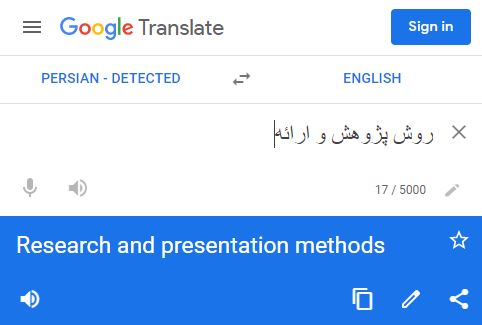 Google Translate
Sign in
PERSIAN - DETECTED
ENGLISH
روش پژوهش و ارائه
17 / 5000
Research and presentation methods